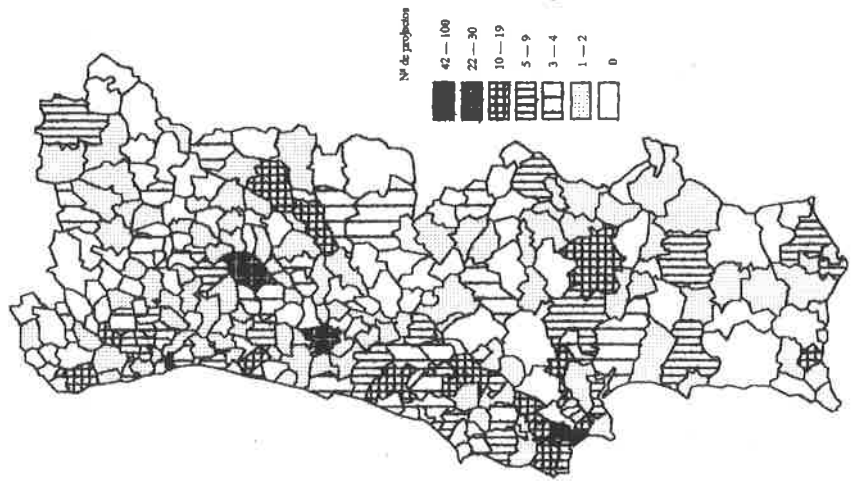 Nº de projectos
42 — 100
22 — 30
10 — 19
5 — 9
3 — 4
1 — 2
0